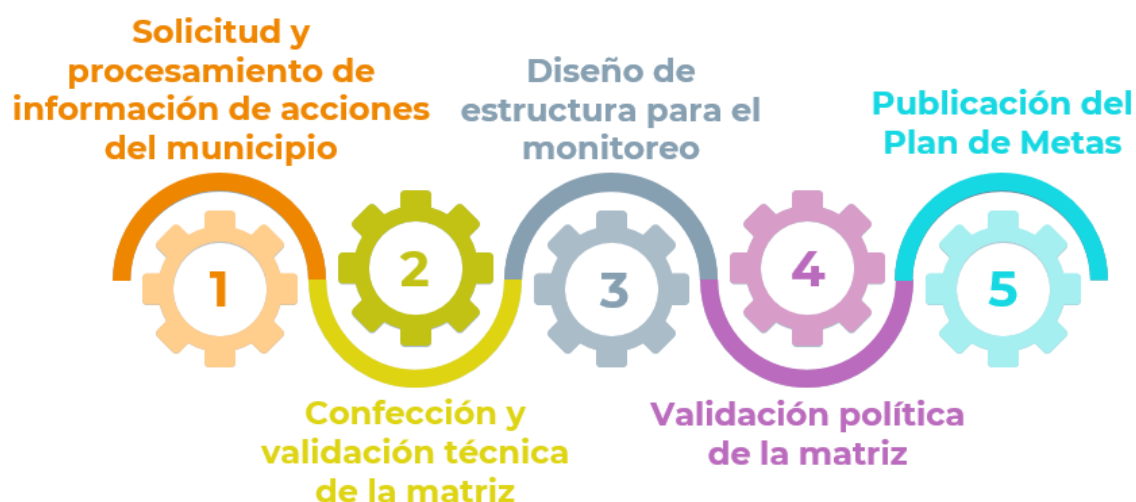 Solicitud y
procesamiento de
información de acciones
del municipio
1
2
Confección y
validación técnica
de la matriz
Diseño de
estructura para el
monitoreo
3
4
Validación política
de la matriz
Publicación del
Plan de Metas
5